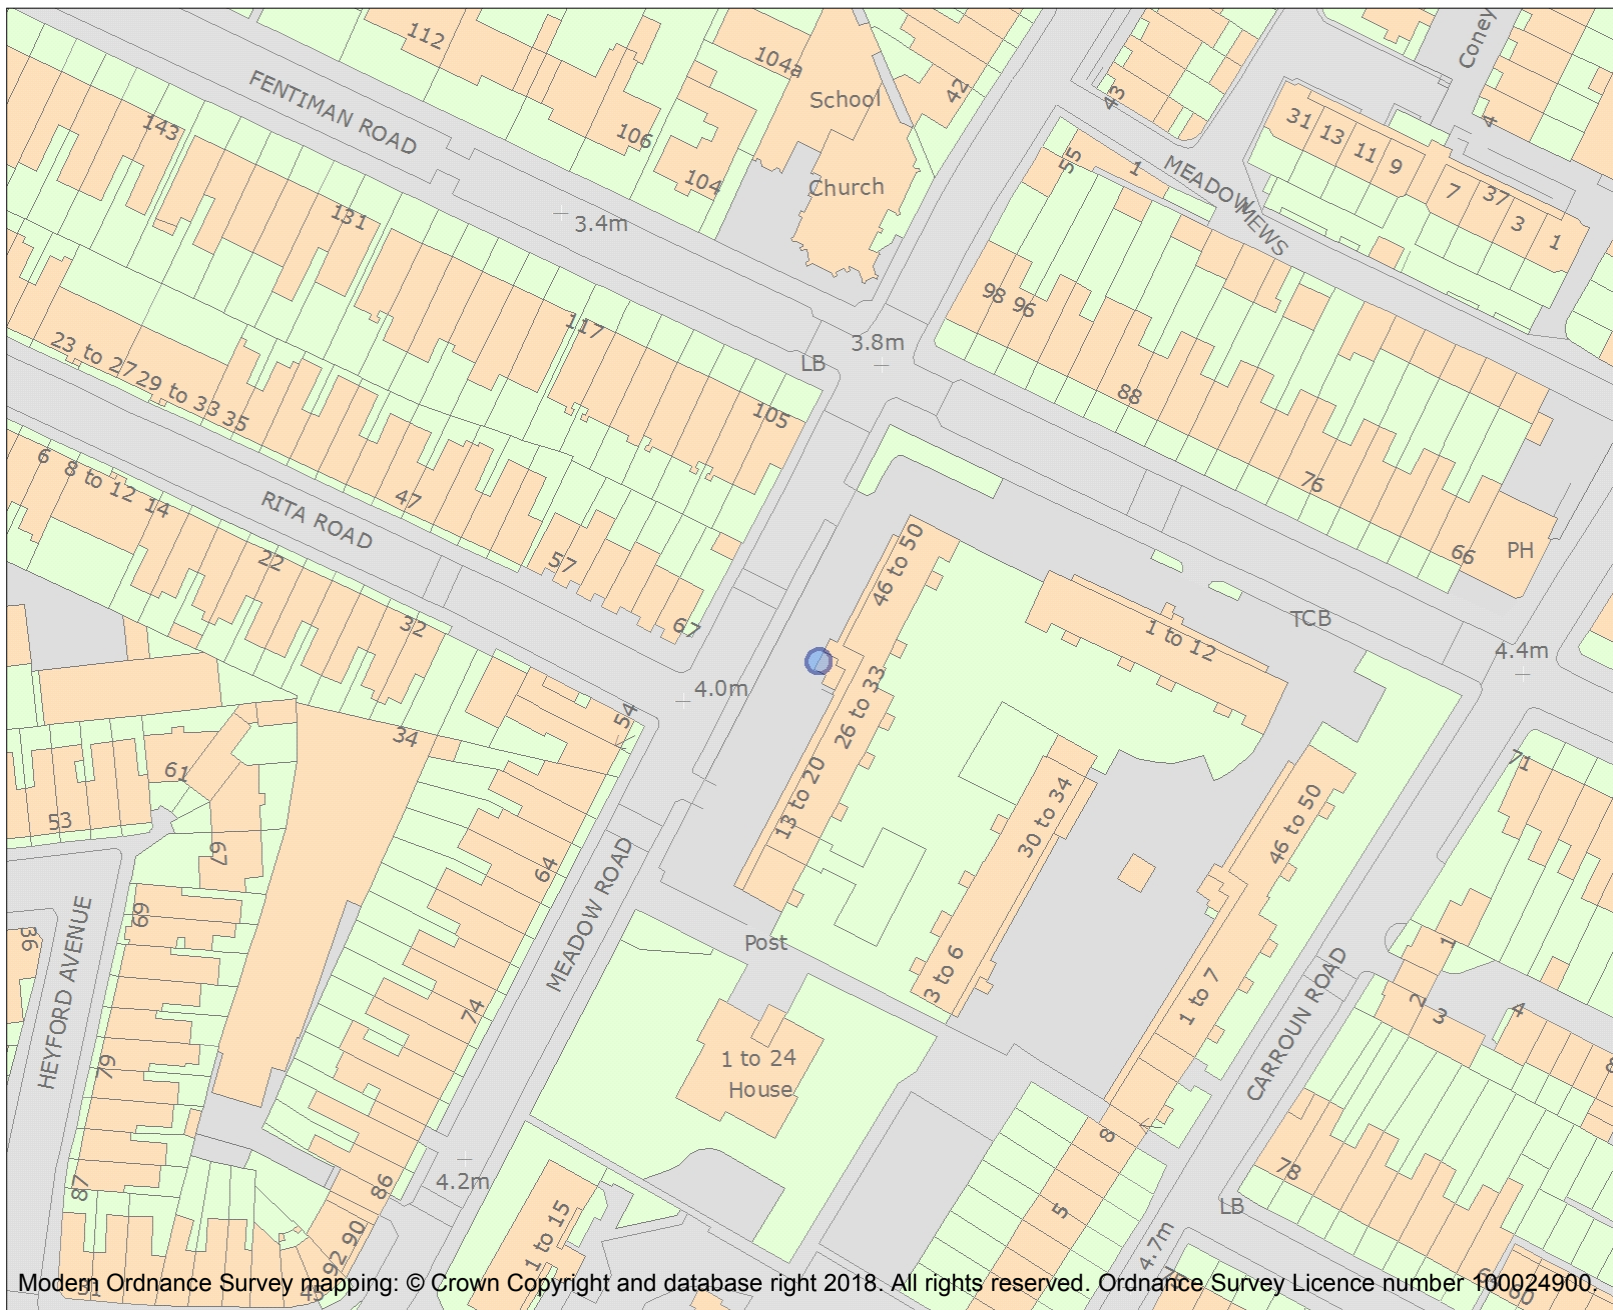 112
104a
School
42
43
Coney
4
FENTIMAN ROAD
143
106
104
Church
55
1
MEADOW
MEWS
31 13 11 9
7 37 3 1
131
3.4m
98 96
117
3.8m
LB
88
105
23 to 27
29 to 33
35
47
RITA ROAD
6 8 to 12 14
22
57
67
32
46 to 50
76
66
PH
TCB
1 to 12
4.4m
4.0m
26 to 33
54
34
13 to 20
61
53
67
64
30 to 34
46 to 50
71
MEADOW ROAD
HEYFORD AVENUE
69
36
Post
3 to 6
1 to 7
1
2
3
4
74
79
1 to 24
House
CARROUN ROAD
8
78
4.2m
87
86
90
92
1 to 15
5
LB
4.7m
31
45
Modern Ordnance Survey mapping: © Crown Copyright and database right 2018. All rights reserved. Ordnance Survey Licence number 100024900.